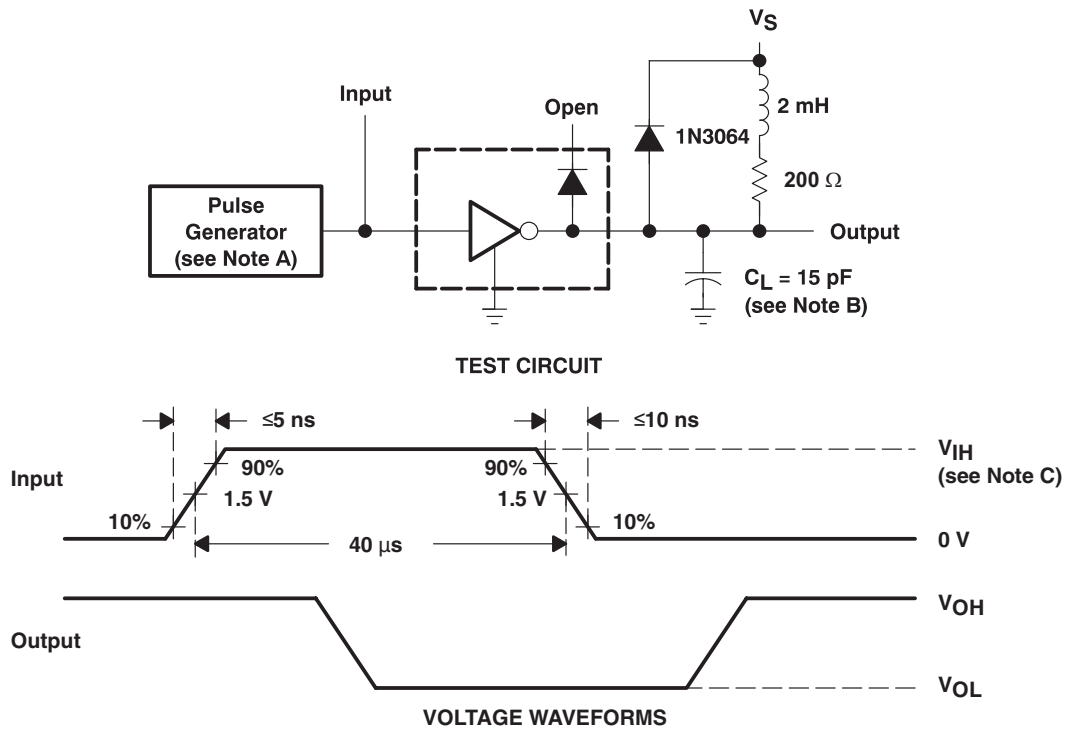 VS
Input
2 mH
Open
1N3064
200 Ω
Pulse
Generator
(see Note A)
Output
CL = 15 pF
(see Note B)
TEST CIRCUIT
≤5 ns
≤10 ns
Input
90%
90%
VIH
(see Note C)
1.5 V
1.5 V
10%
10%
40 μs
0 V
Output
VOH
VOL
VOLTAGE WAVEFORMS